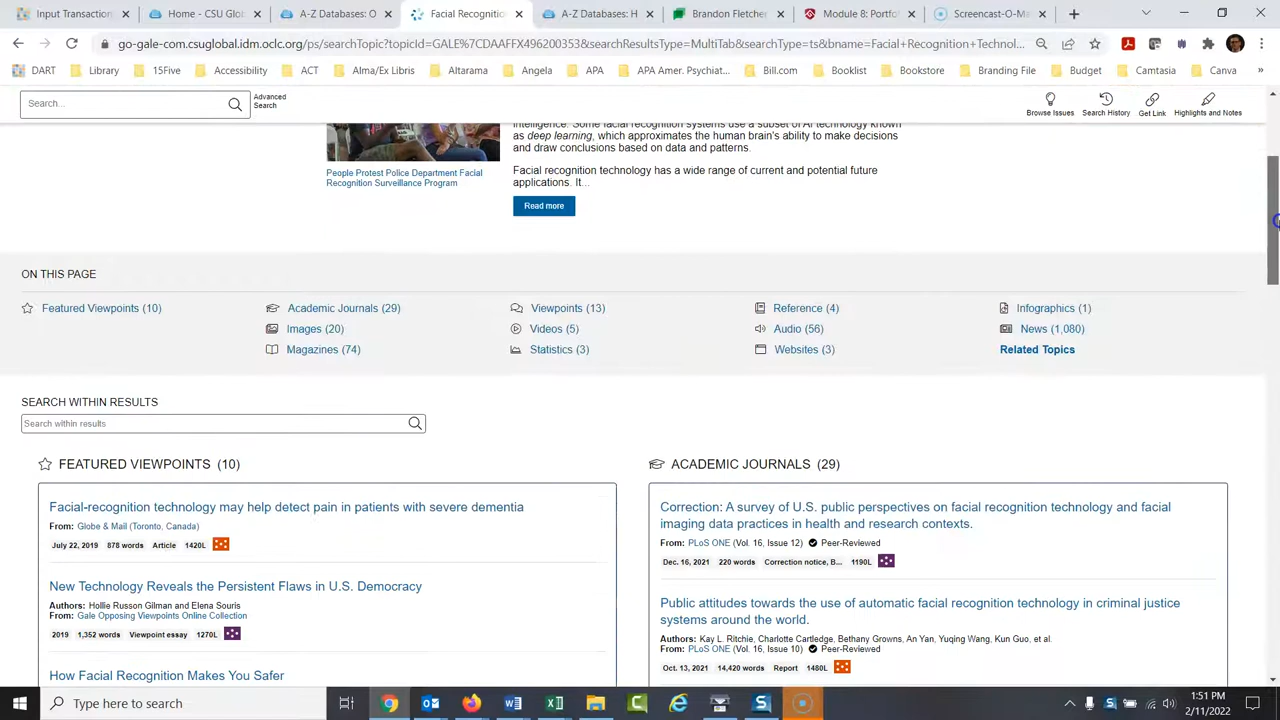 Input Transactio
Home - CSU Glob
A-Z Databases: O
Facial Recogniti
A-Z Databases: H
Brandon Fletcher
Module 8: Portfol
Screencast-O-Ma
go-gale-com.csuglobal.idm.oclc.org/ps/searchTopic?topicId=GALE%7CDAAFFX
DART
Library
15Five
Accessibility
ACT
Alma/Ex Libris
Altarama
Angela
APA
APA Amer. Psychiat...
Bill.com
Booklist
Bookstore
Branding File
Budget
Camtasia
Canva
»
Search...
Advanced
Search
Browse Issues
Search History
Get Link
Highlights and Notes
intelligence. Some facial recognition systems use a subset of AI technology known
as deep learning, which approximates the human brain's ability to make decisions
and draw conclusions based on data and patterns.
Facial recognition technology has a wide range of current and potential future
applications. It...
People Protest Police Department Facial
Recognition Surveillance Program
Read more
ON THIS PAGE
Featured Viewpoints (10)
Academic Journals (29)
Viewpoints (13)
Reference (4)
Infographics (1)
Images (20)
Videos (5)
Audio (56)
News (1,080)
Magazines (74)
Statistics (3)
Websites (3)
Related Topics
SEARCH WITHIN RESULTS
Search within results
FEATURED VIEWPOINTS (10)
Facial-recognition technology may help detect pain in patients with severe dementia
From: Globe & Mail (Toronto, Canada)
July 22, 2019 878 words Article 1420L
New Technology Reveals the Persistent Flaws in U.S. Democracy
Authors: Hollie Russon Gilman and Elena Souris
From: Gale Opposing Viewpoints Online Collection
2019 1,352 words Viewpoint essay 1270L
How Facial Recognition Makes You Safer
ACADEMIC JOURNALS (29)
Correction: A survey of U.S. public perspectives on facial recognition technology and facial
imaging data practices in health and research contexts.
From: PLoS ONE (Vol. 16, Issue 12) Peer-Reviewed
Dec. 16, 2021 220 words Correction notice, B... 1190L
Public attitudes towards the use of automatic facial recognition technology in criminal justice
systems around the world.
Authors: Kay L. Ritchie, Charlotte Cartledge, Bethany Growns, An Yan, Yuqing Wang, Kun Guo, et al.
From: PLoS ONE (Vol. 16, Issue 10) Peer-Reviewed
Oct. 13, 2021 14,420 words Report 1480L
Type here to search
1:51 PM
2/11/2022